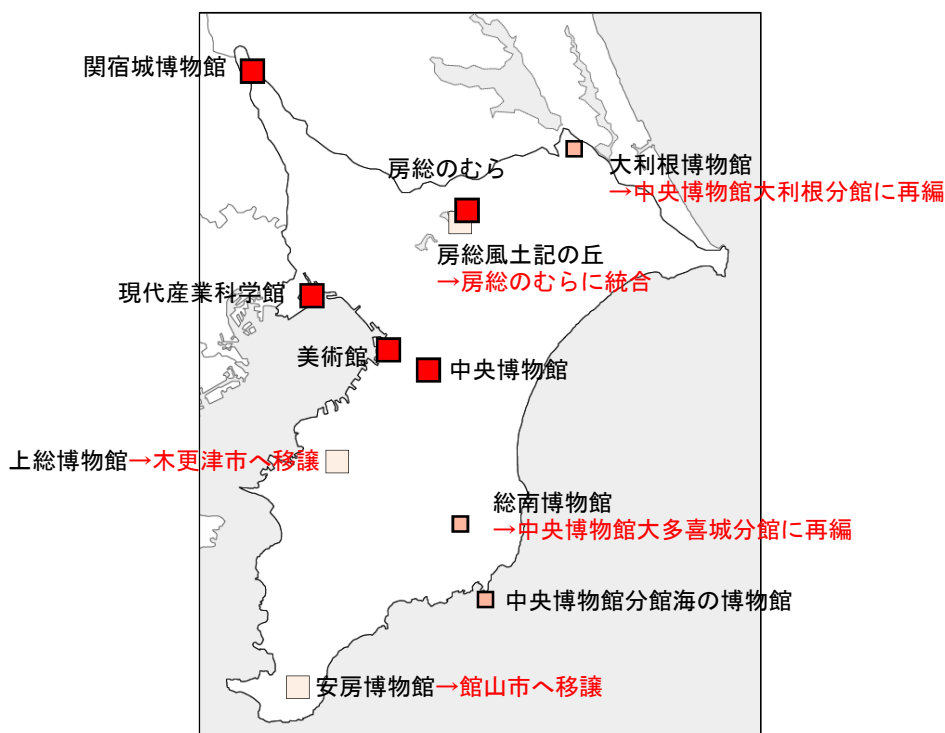 関宿城博物館
房総のむら
大利根博物館
→中央博物館大利根分館に再編
房総風土記の丘
→房総のむらに統合
現代産業科学館
美術館
中央博物館
上総博物館→木更津市へ移譲
総南博物館
→中央博物館大多喜城分館に再編
中央博物館分館海の博物館
安房博物館→館山市へ移譲